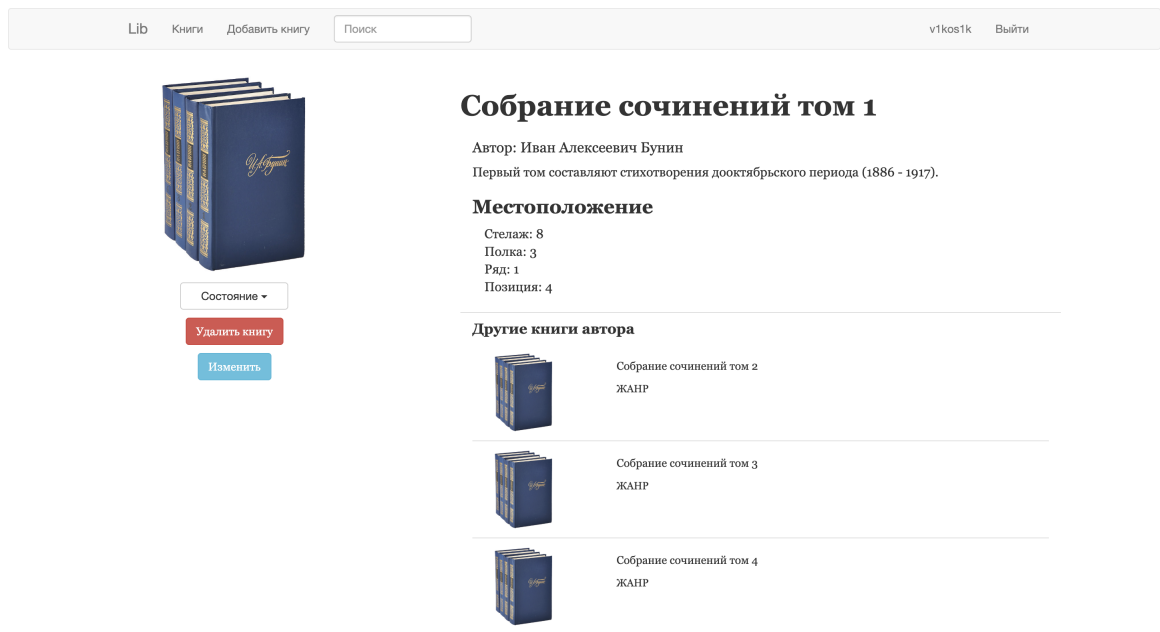 Lib Книги Добавить книгу Поиск v1kos1k Выйти
И.А.Бунин
Собрание сочинений том 1
Автор: Иван Алексеевич Бунин
Первый том составляют стихотворения дооктябрьского периода (1886 - 1917).
Местоположение
Стелаж: 8
Полка: 3
Ряд: 1
Позиция: 4
Состояние
Удалить книгу
Изменить
Другие книги автора
Собрание сочинений том 2
ЖАНР
Собрание сочинений том 3
ЖАНР
Собрание сочинений том 4
ЖАНР